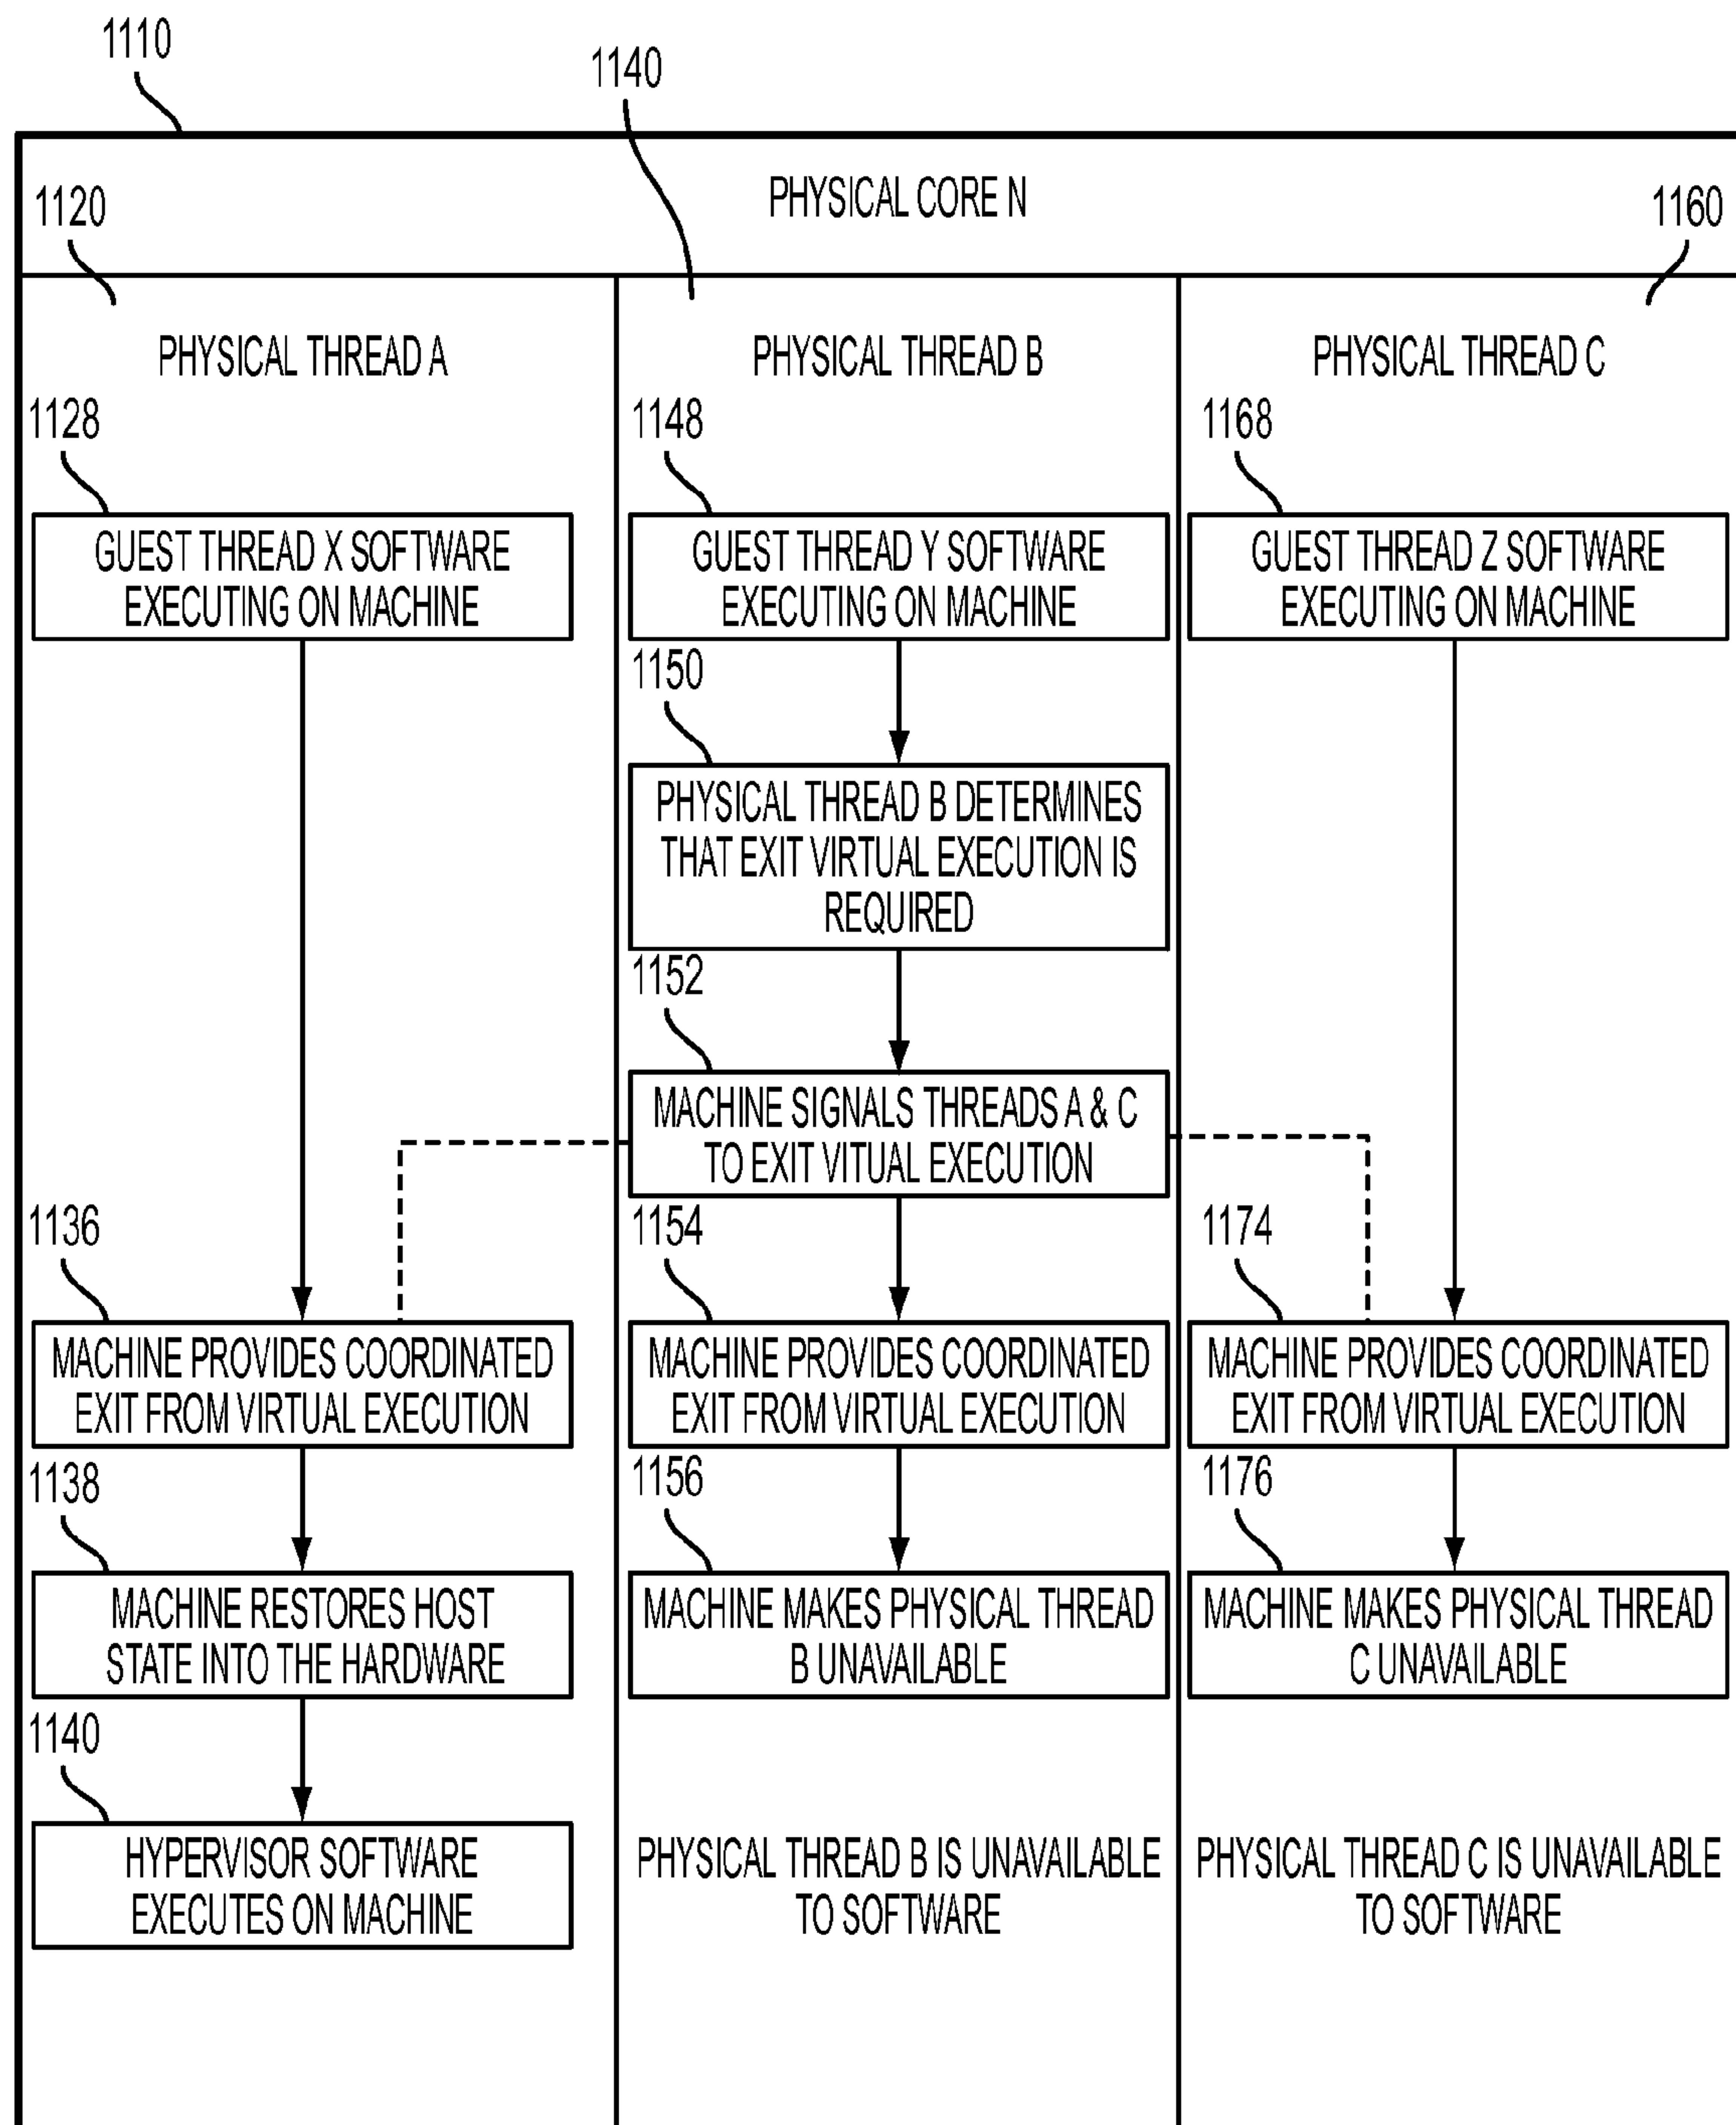 1110
1140
PHYSICAL CORE N
1120
1160
PHYSICAL THREAD A
PHYSICAL THREAD B
PHYSICAL THREAD C
1128
1148
1168
GUEST THREAD X SOFTWARE
EXECUTING ON MACHINE
GUEST THREAD Y SOFTWARE
EXECUTING ON MACHINE
GUEST THREAD Z SOFTWARE
EXECUTING ON MACHINE
1150
PHYSICAL THREAD B DETERMINES
THAT EXIT VIRTUAL EXECUTION IS
REQUIRED
1152
MACHINE SIGNALS THREADS A & C
TO EXIT VITUAL EXECUTION
1136
1154
1174
MACHINE PROVIDES COORDINATED
EXIT FROM VIRTUAL EXECUTION
MACHINE PROVIDES COORDINATED
EXIT FROM VIRTUAL EXECUTION
MACHINE PROVIDES COORDINATED
EXIT FROM VIRTUAL EXECUTION
1138
1156
1176
MACHINE RESTORES HOST
STATE INTO THE HARDWARE
MACHINE MAKES PHYSICAL THREAD
B UNAVAILABLE
MACHINE MAKES PHYSICAL THREAD
C UNAVAILABLE
1140
HYPERVISOR SOFTWARE
EXECUTES ON MACHINE
PHYSICAL THREAD B IS UNAVAILABLE
TO SOFTWARE
PHYSICAL THREAD C IS UNAVAILABLE
TO SOFTWARE